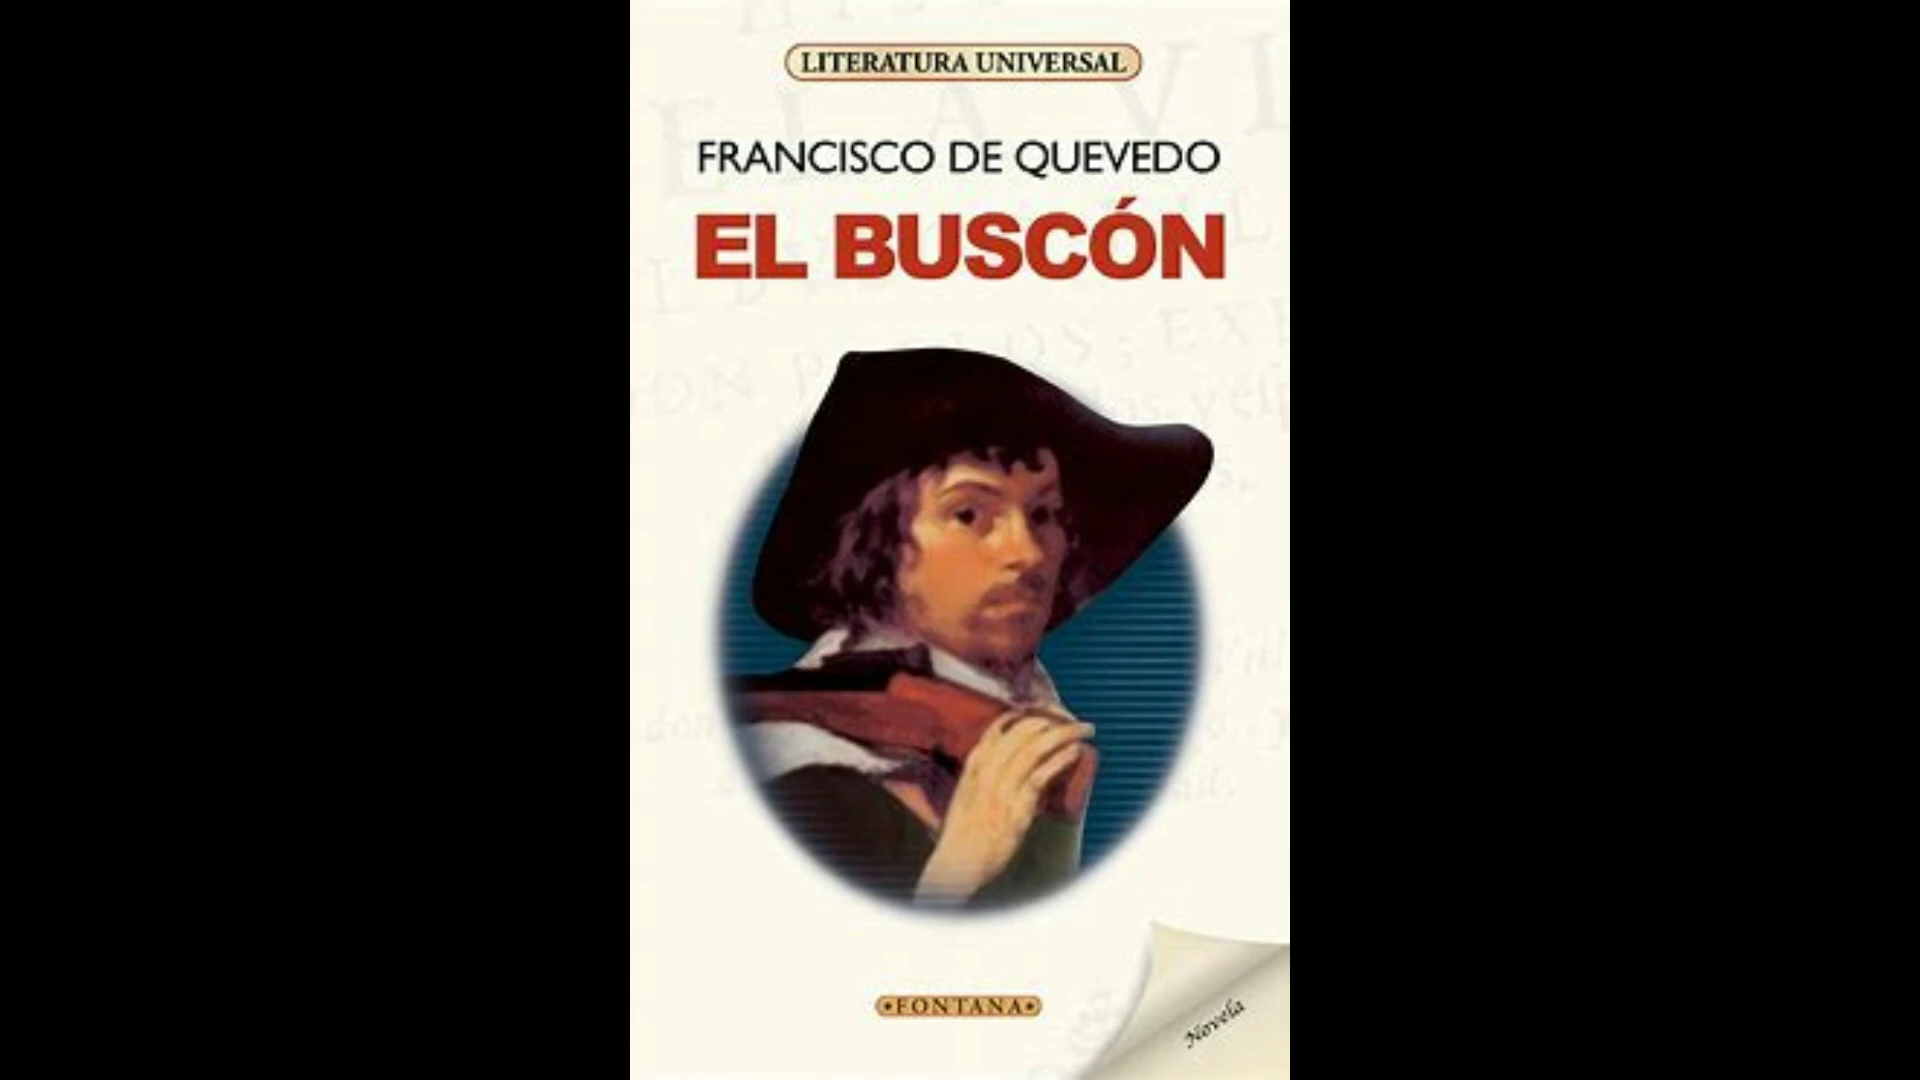 LITERATURA UNIVERSAL
FRANCISCO DE QUEVEDO
EL BUSCÓN
•FONTANA•
Novela